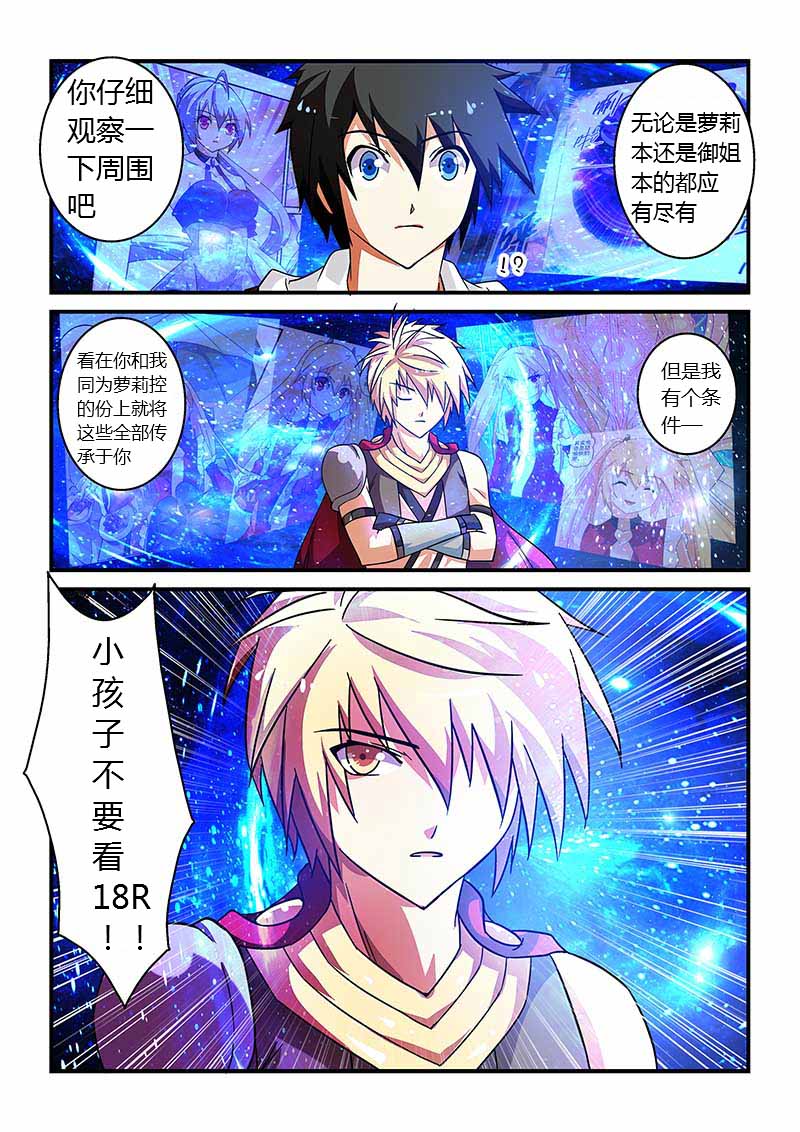 你仔细
观察一
下周围
吧
无论是萝莉
本还是御姐
本的都应
有尽有
!?
看在你和我
同为萝莉控
的份上就将
这些全部传
承于你
但是我
有个条
件—
小孩子不要看18R！！